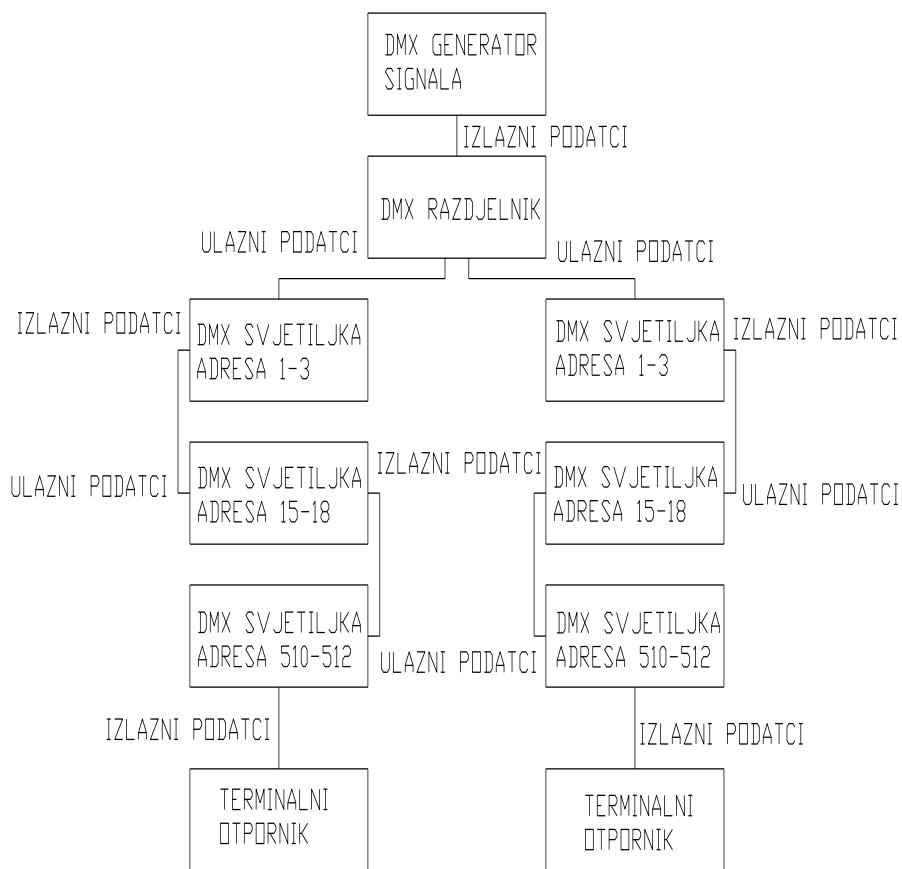 DMX GENERATOR
SIGNALA
IZLAZNI PODATCI
DMX RAZDJELNIK
ULAZNI PODATCI
ULAZNI PODATCI
IZLAZNI PODATCI
DMX SVJETILJKA
ADRESA 1-3
DMX SVJETILJKA
ADRESA 1-3
IZLAZNI PODATCI
ULAZNI PODATCI
DMX SVJETILJKA
ADRESA 15-18
IZLAZNI PODATCI
DMX SVJETILJKA
ADRESA 15-18
ULAZNI PODATCI
DMX SVJETILJKA
ADRESA 510-512
ULAZNI PODATCI
DMX SVJETILJKA
ADRESA 510-512
IZLAZNI PODATCI
IZLAZNI PODATCI
TERMINALNI
OTPORNIK
TERMINALNI
OTPORNIK